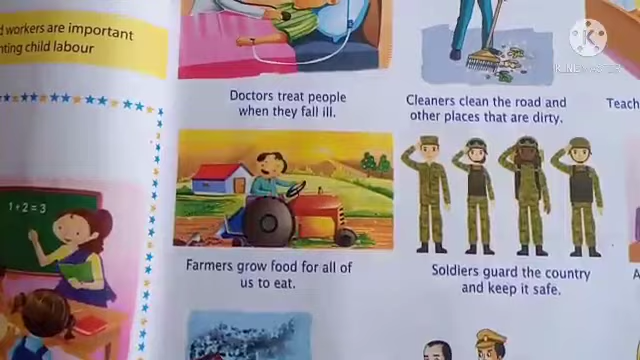 d workers are important
nting child labour
Doctors treat people
when they fall ill.
Cleaners clean the road and
other places that are dirty.
Teach
1+2=3
Farmers grow food for all of
us to eat.
Soldiers guard the country
and keep it safe.
A
KINEMASTER